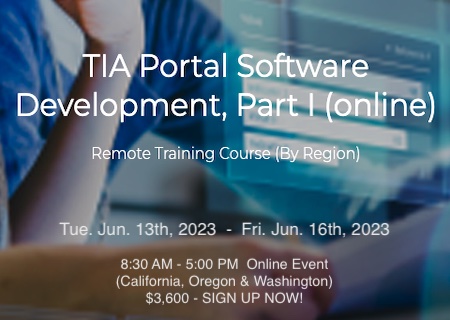 TIA Portal Software
Development, Part I (online)
Remote Training Course (By Region)
Tue. Jun. 13th, 2023 - Fri. Jun. 16th, 2023
8:30 AM - 5:00 PM Online Event
(California, Oregon & Washington)
$3,600 - SIGN UP NOW!